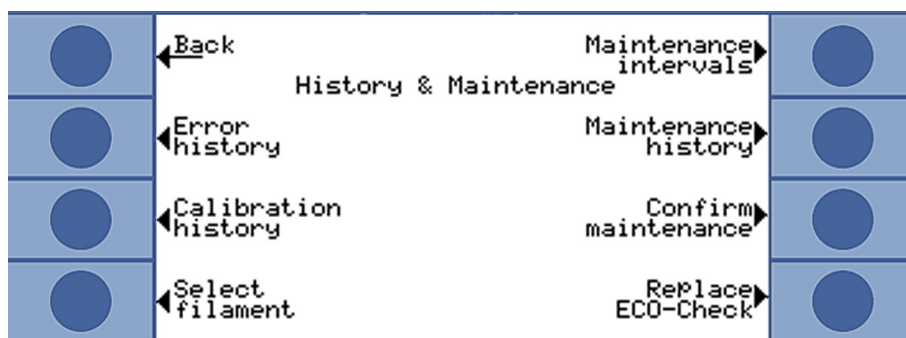 Back
Maintenance
intervals
History & Maintenance
Error
history
Maintenance
history
Calibration
history
Confirm
maintenance
Select
filament
Replace
ECO-Check